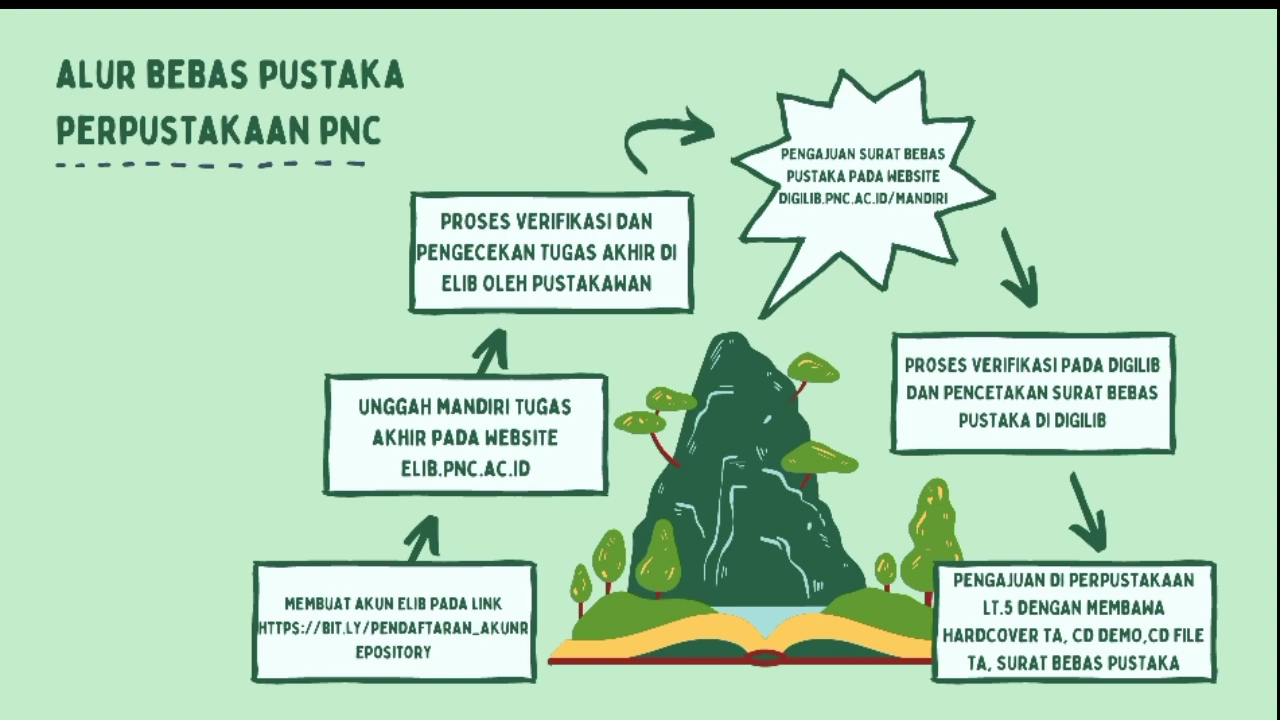 ALUR BEBAS PUSTAKA
PERPUSTAKAAN PNC
MEMBUAT AKUN ELIB PADA LINK
HTTPS://BIT.LY/PENDAFTARAN_AKUNR
EPOSITORY
UNGGAH MANDIRI TUGAS
AKHIR PADA WEBSITE
ELIB.PNC.AC.ID
PROSES VERIFIKASI DAN
PENGECEKAN TUGAS AKHIR DI
ELIB OLEH PUSTAKAWAN
PENGAJUAN SURAT BEBAS
PUSTAKA PADA WEBSITE
DIGILIB.PNC.AC.ID/MANDIRI
PROSES VERIFIKASI PADA DIGILIB
DAN PENCETAKAN SURAT BEBAS
PUSTAKA DI DIGILIB
PENGAJUAN DI PERPUSTAKAAN
LT.5 DENGAN MEMBAWA
HARDCOVER TA, CD DEMO,CD FILE
TA, SURAT BEBAS PUSTAKA